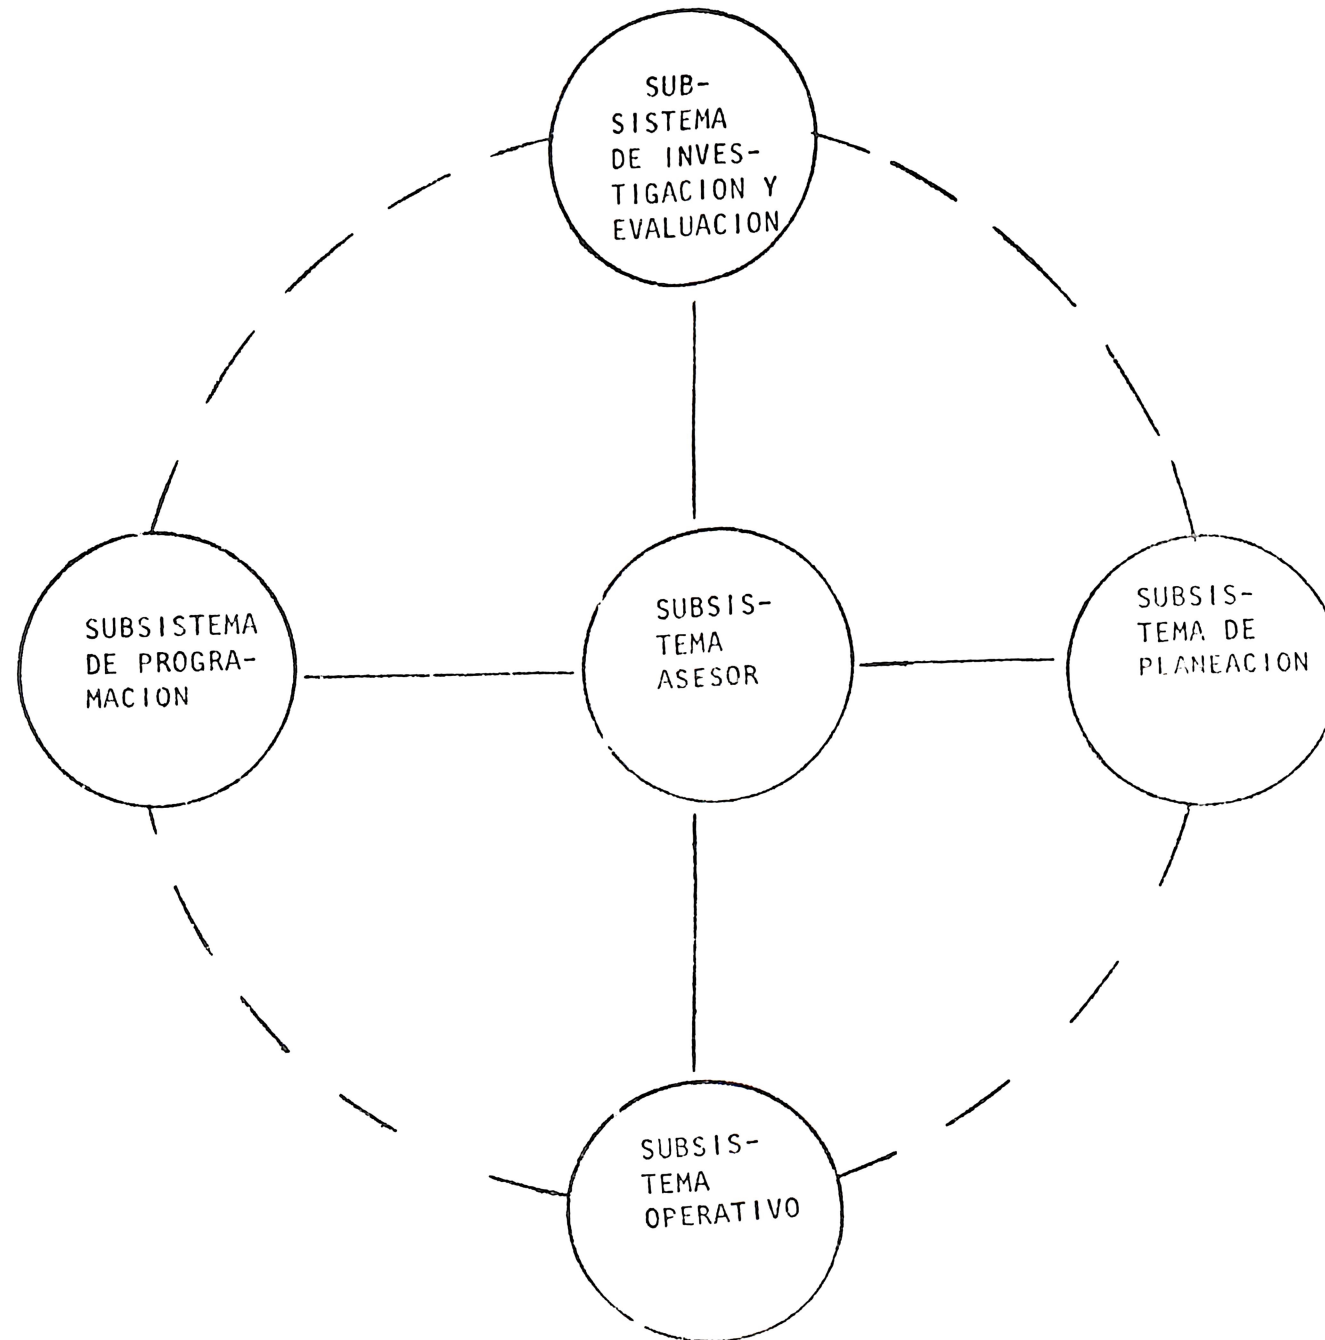 SUB-
SISTEMA
DE INVES-
TIGACION Y
EVALUACION
SUBSISTEMA
DE PROGRA-
MACION
SUBSIS-
TEMA
ASESOR
SUBSIS-
TEMA DE
PLANEACION
SUBSIS-
TEMA
OPERATIVO